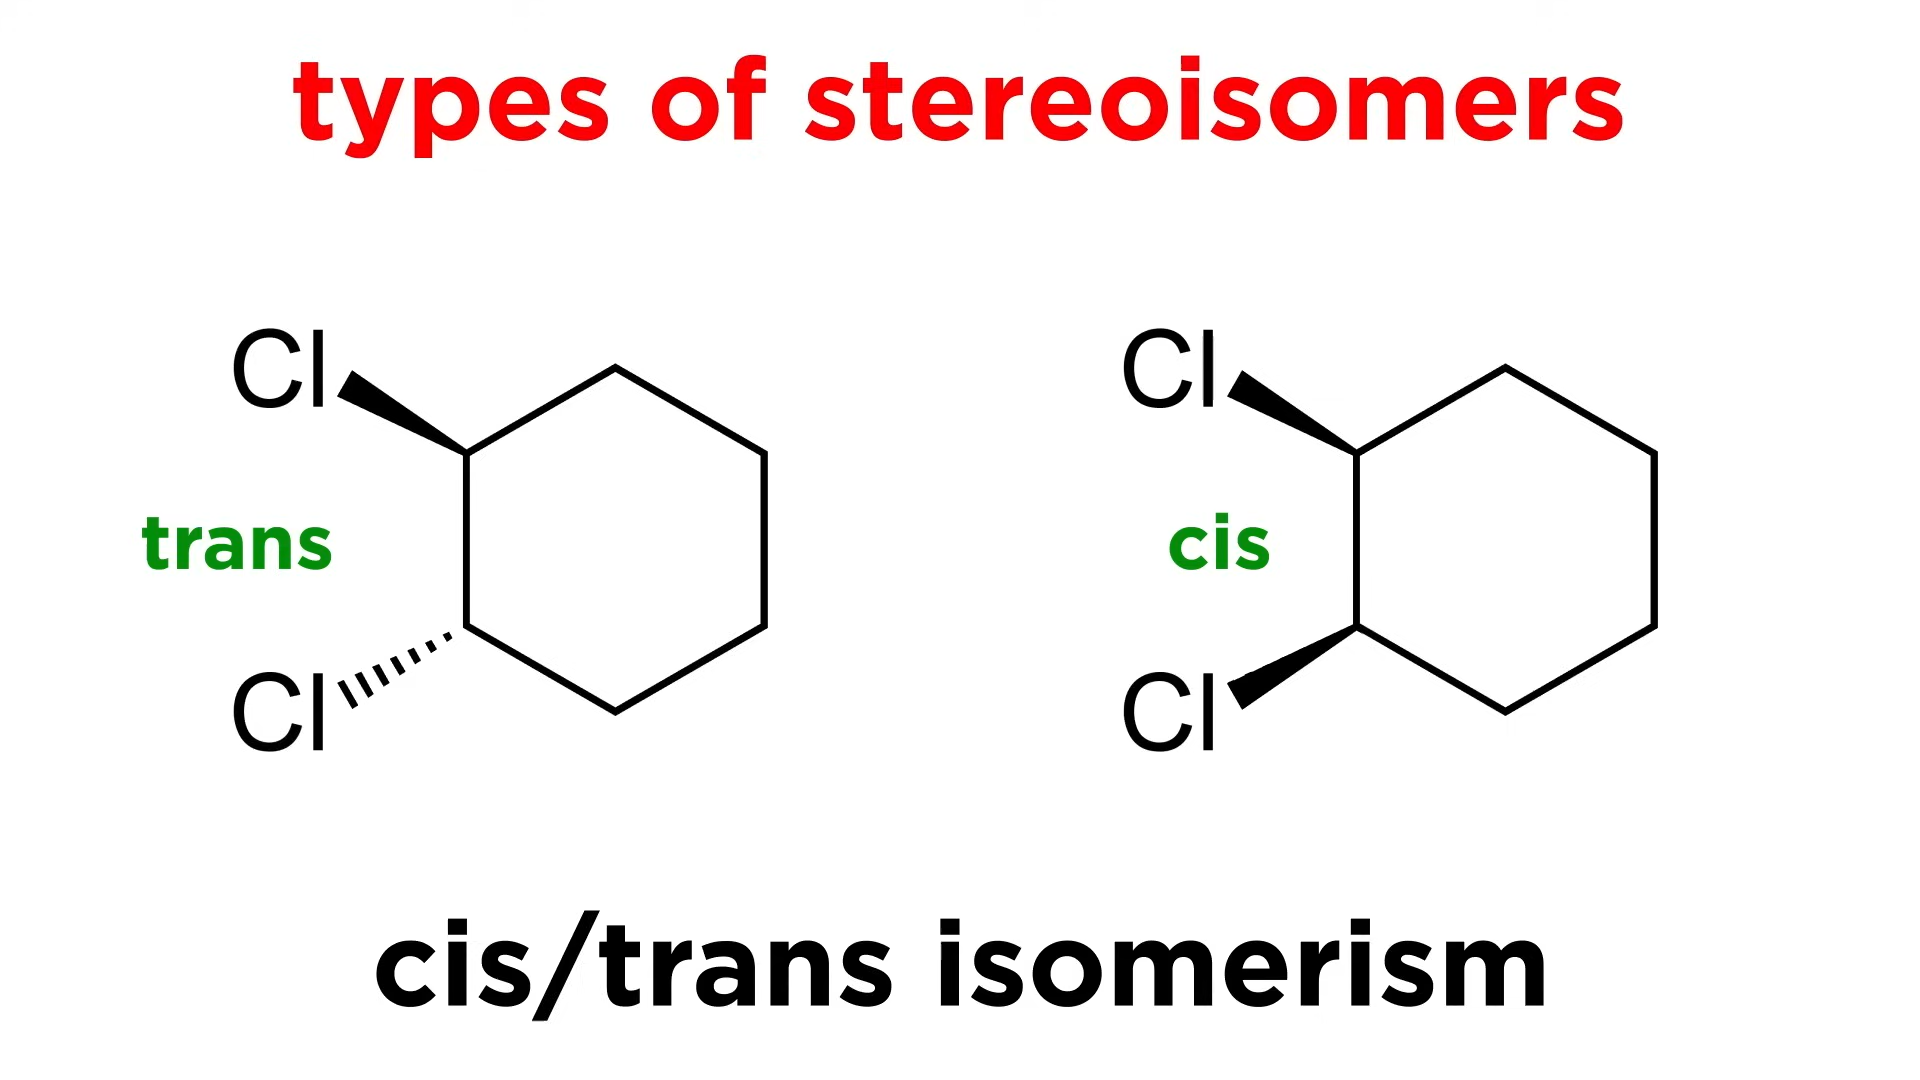 types of stereoisomers
Cl
Cl
trans
cis
Cl
Cl
cis/trans isomerism